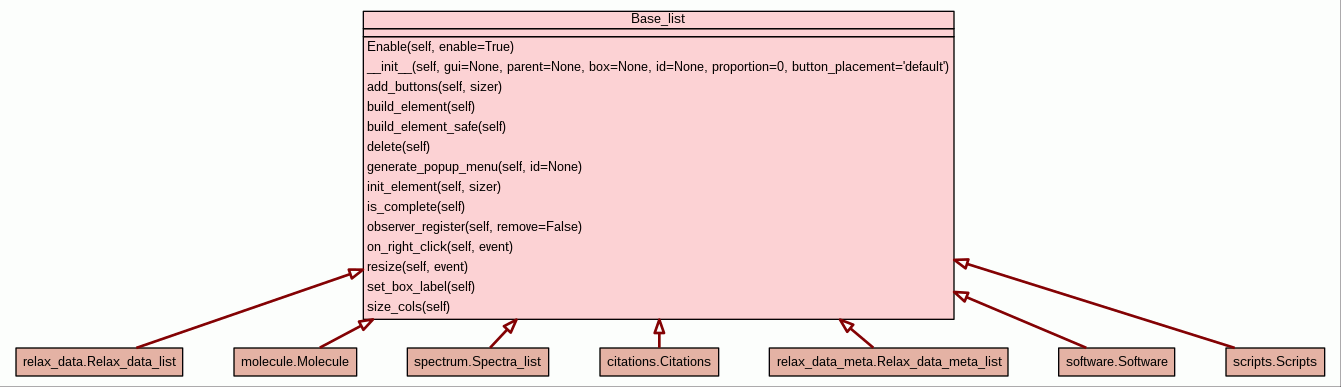 Base_list
Enable(self, enable=True)
__init__(self, gui=None, parent=None, box=None, id=None, proportion=0, button_placement='default')
add_buttons(self, sizer)
build_element(self)
build_element_safe(self)
delete(self)
generate_popup_menu(self, id=None)
init_element(self, sizer)
is_complete(self)
observer_register(self, remove=False)
on_right_click(self, event)
resize(self, event)
set_box_label(self)
size_cols(self)
relax_data.Relax_data_list
molecule.Molecule
spectrum.Spectra_list
citations.Citations
relax_data_meta.Relax_data_meta_list
software.Software
scripts.Scripts